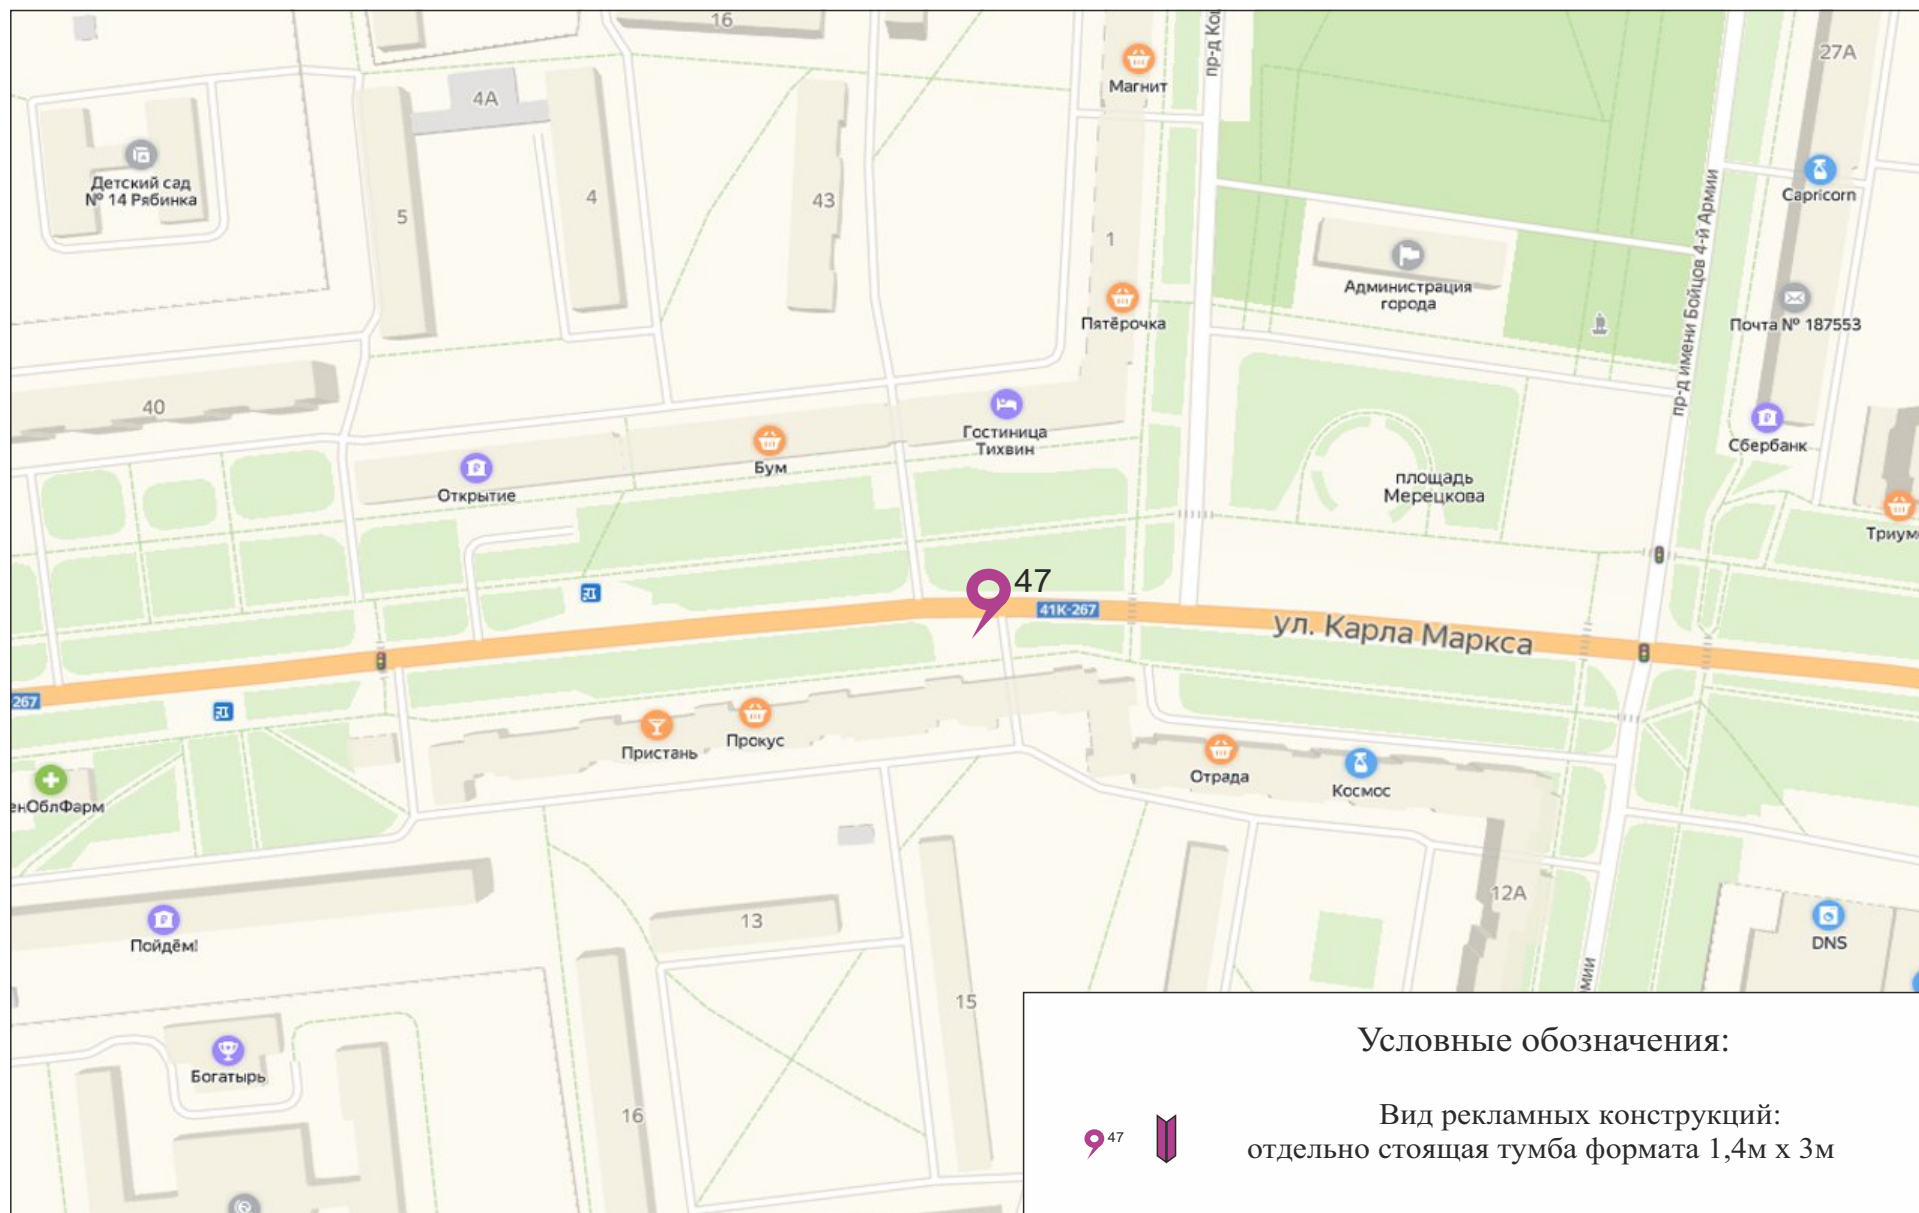 16
пр-д Ко
27А
Магнит
4А
Детский сад
№ 14 Рябинка
5
4
43
Capricorn
1
пр-д имени Бойцов 4-й Армии
Администрация
города
Пятёрочка
Почта № 187553
40
Гостиница
Тихвин
Бум
Открытие
Сбербанк
площадь
Мерецкова
Триум
47
41К-267
ул. Карла Маркса
267
Пристань
Прокус
Отрада
Космос
енОблФарм
12А
13
Пойдём!
DNS
мии
15
Богатырь
16
Условные обозначения:
Вид рекламных конструкций:
47
отдельно стоящая тумба формата 1,4м х 3м